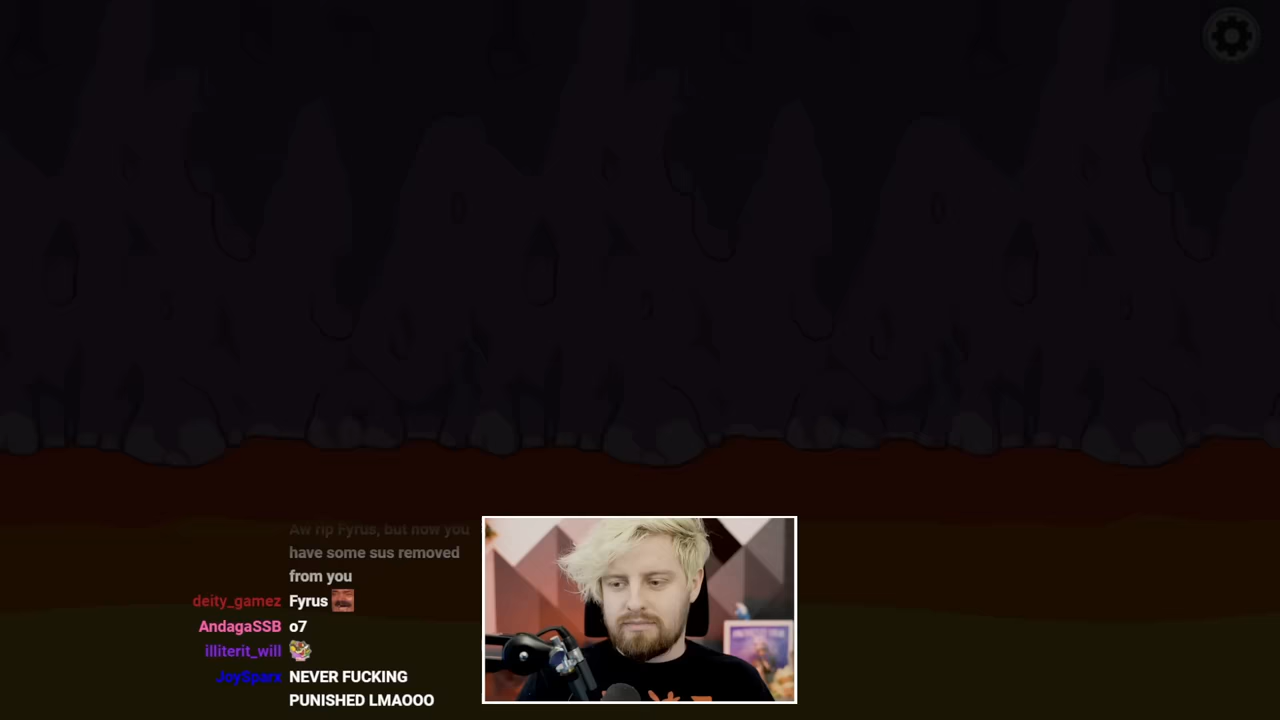 Aw rip Fyrus, but now you
have some sus removed
from you
deity_gamez Fyrus
AndagaSSB o7
illiterit_will
JoySparx NEVER FUCKING
PUNISHED LMAOOO